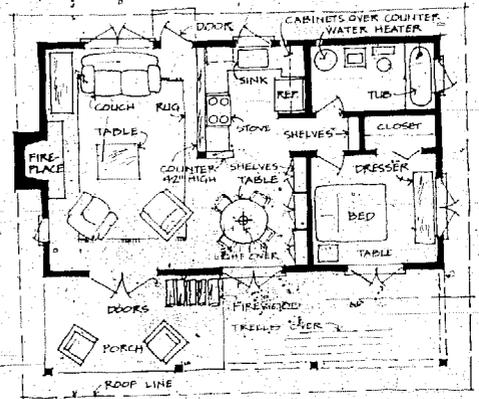 DOOR
CABINETS OVER COUNTER
WATER HEATER
SINK
REF.
COUCH
RUG
TUB
TABLE
STOVE
SHELVES
CLOSET
FIRE-
PLACE
COUNTER
42" HIGH
SHELVES
TABLE
DRESSER
BED
LIGHT OVER
TABLE
DOORS
FIREWOOD
TRELLIS OVER
PORCH
ROOF LINE